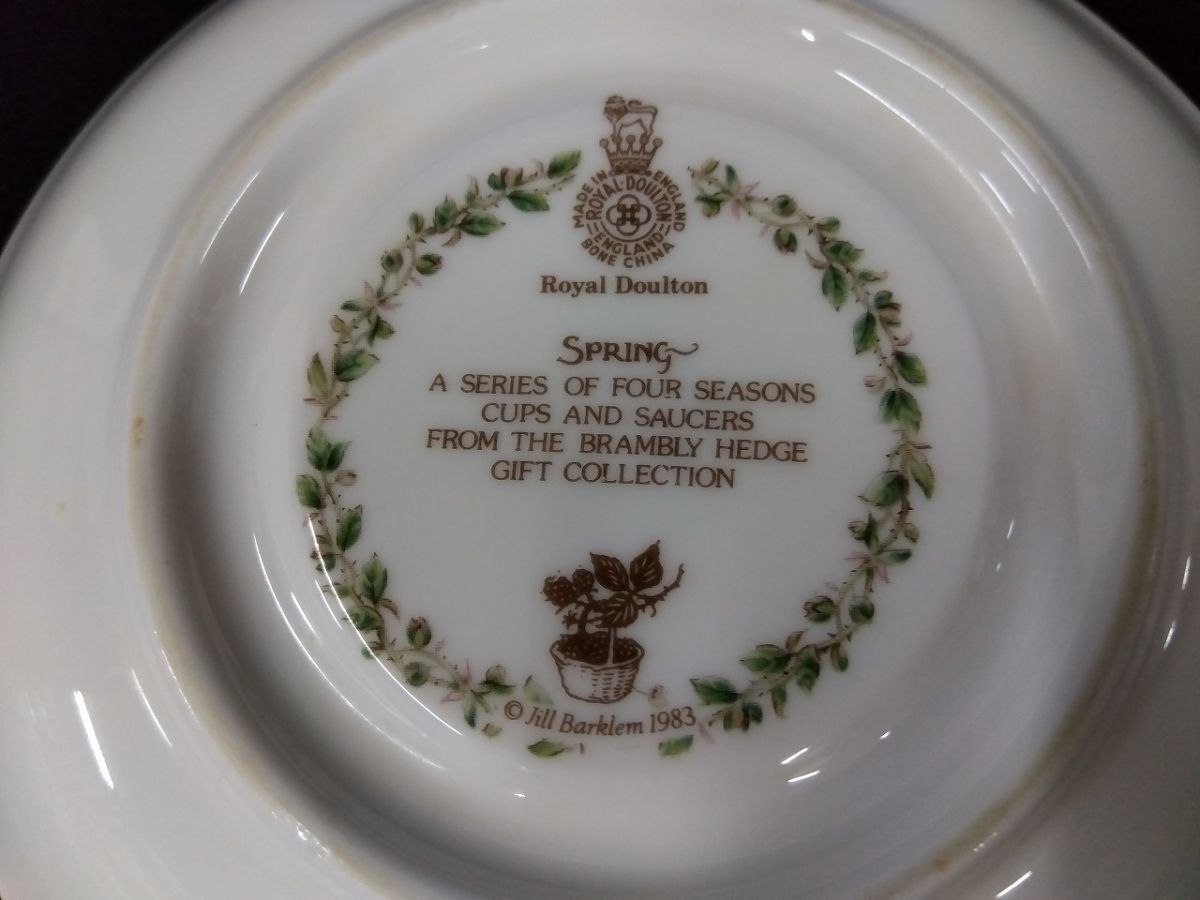 MADE IN ENGLAND
ROYAL·DOULTON
ENGLAND
BONE CHINA
Royal Doulton
SPRING
A SERIES OF FOUR SEASONS
CUPS AND SAUCERS
FROM THE BRAMBLY HEDGE
GIFT COLLECTION
© Jill Barklem 1983